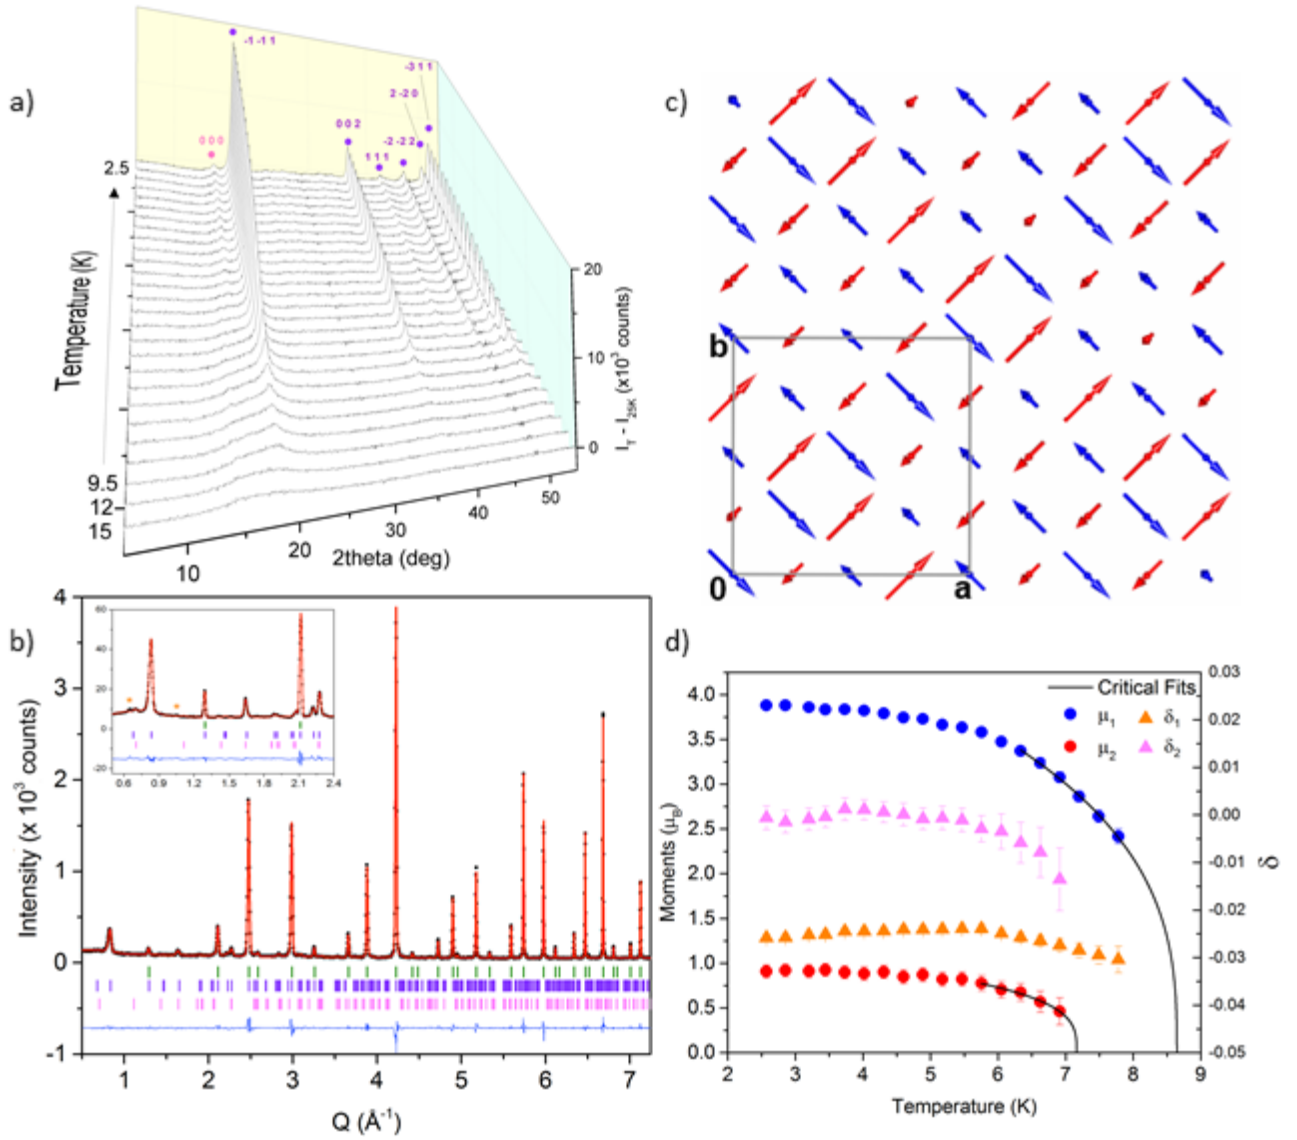 a)
-1 -1 1
-3 1 1
2 -2 0
0 0 2
-2 -2 2
1 1 1
0 0 0
2.5
Temperature (K)
9.5
12
15
10
20
30
40
50
2theta (deg)
20
10
0
I_T - I_25K (x10³ counts)
b)
4
3
2
1
0
-1
Intensity (x 10³ counts)
60
40
20
0
-20
0.6
0.9
1.2
1.5
1.8
2.1
2.4
1
2
3
4
5
6
7
Q (Å⁻¹)
c)
b
0
a
d)
4.0
3.5
3.0
2.5
2.0
1.5
1.0
0.5
0.0
Moments (μ_B)
Critical Fits
μ₁
δ₁
μ₂
δ₂
0.03
0.02
0.01
0.00
-0.01
-0.02
-0.03
-0.04
-0.05
δ
2
3
4
5
6
7
8
9
Temperature (K)